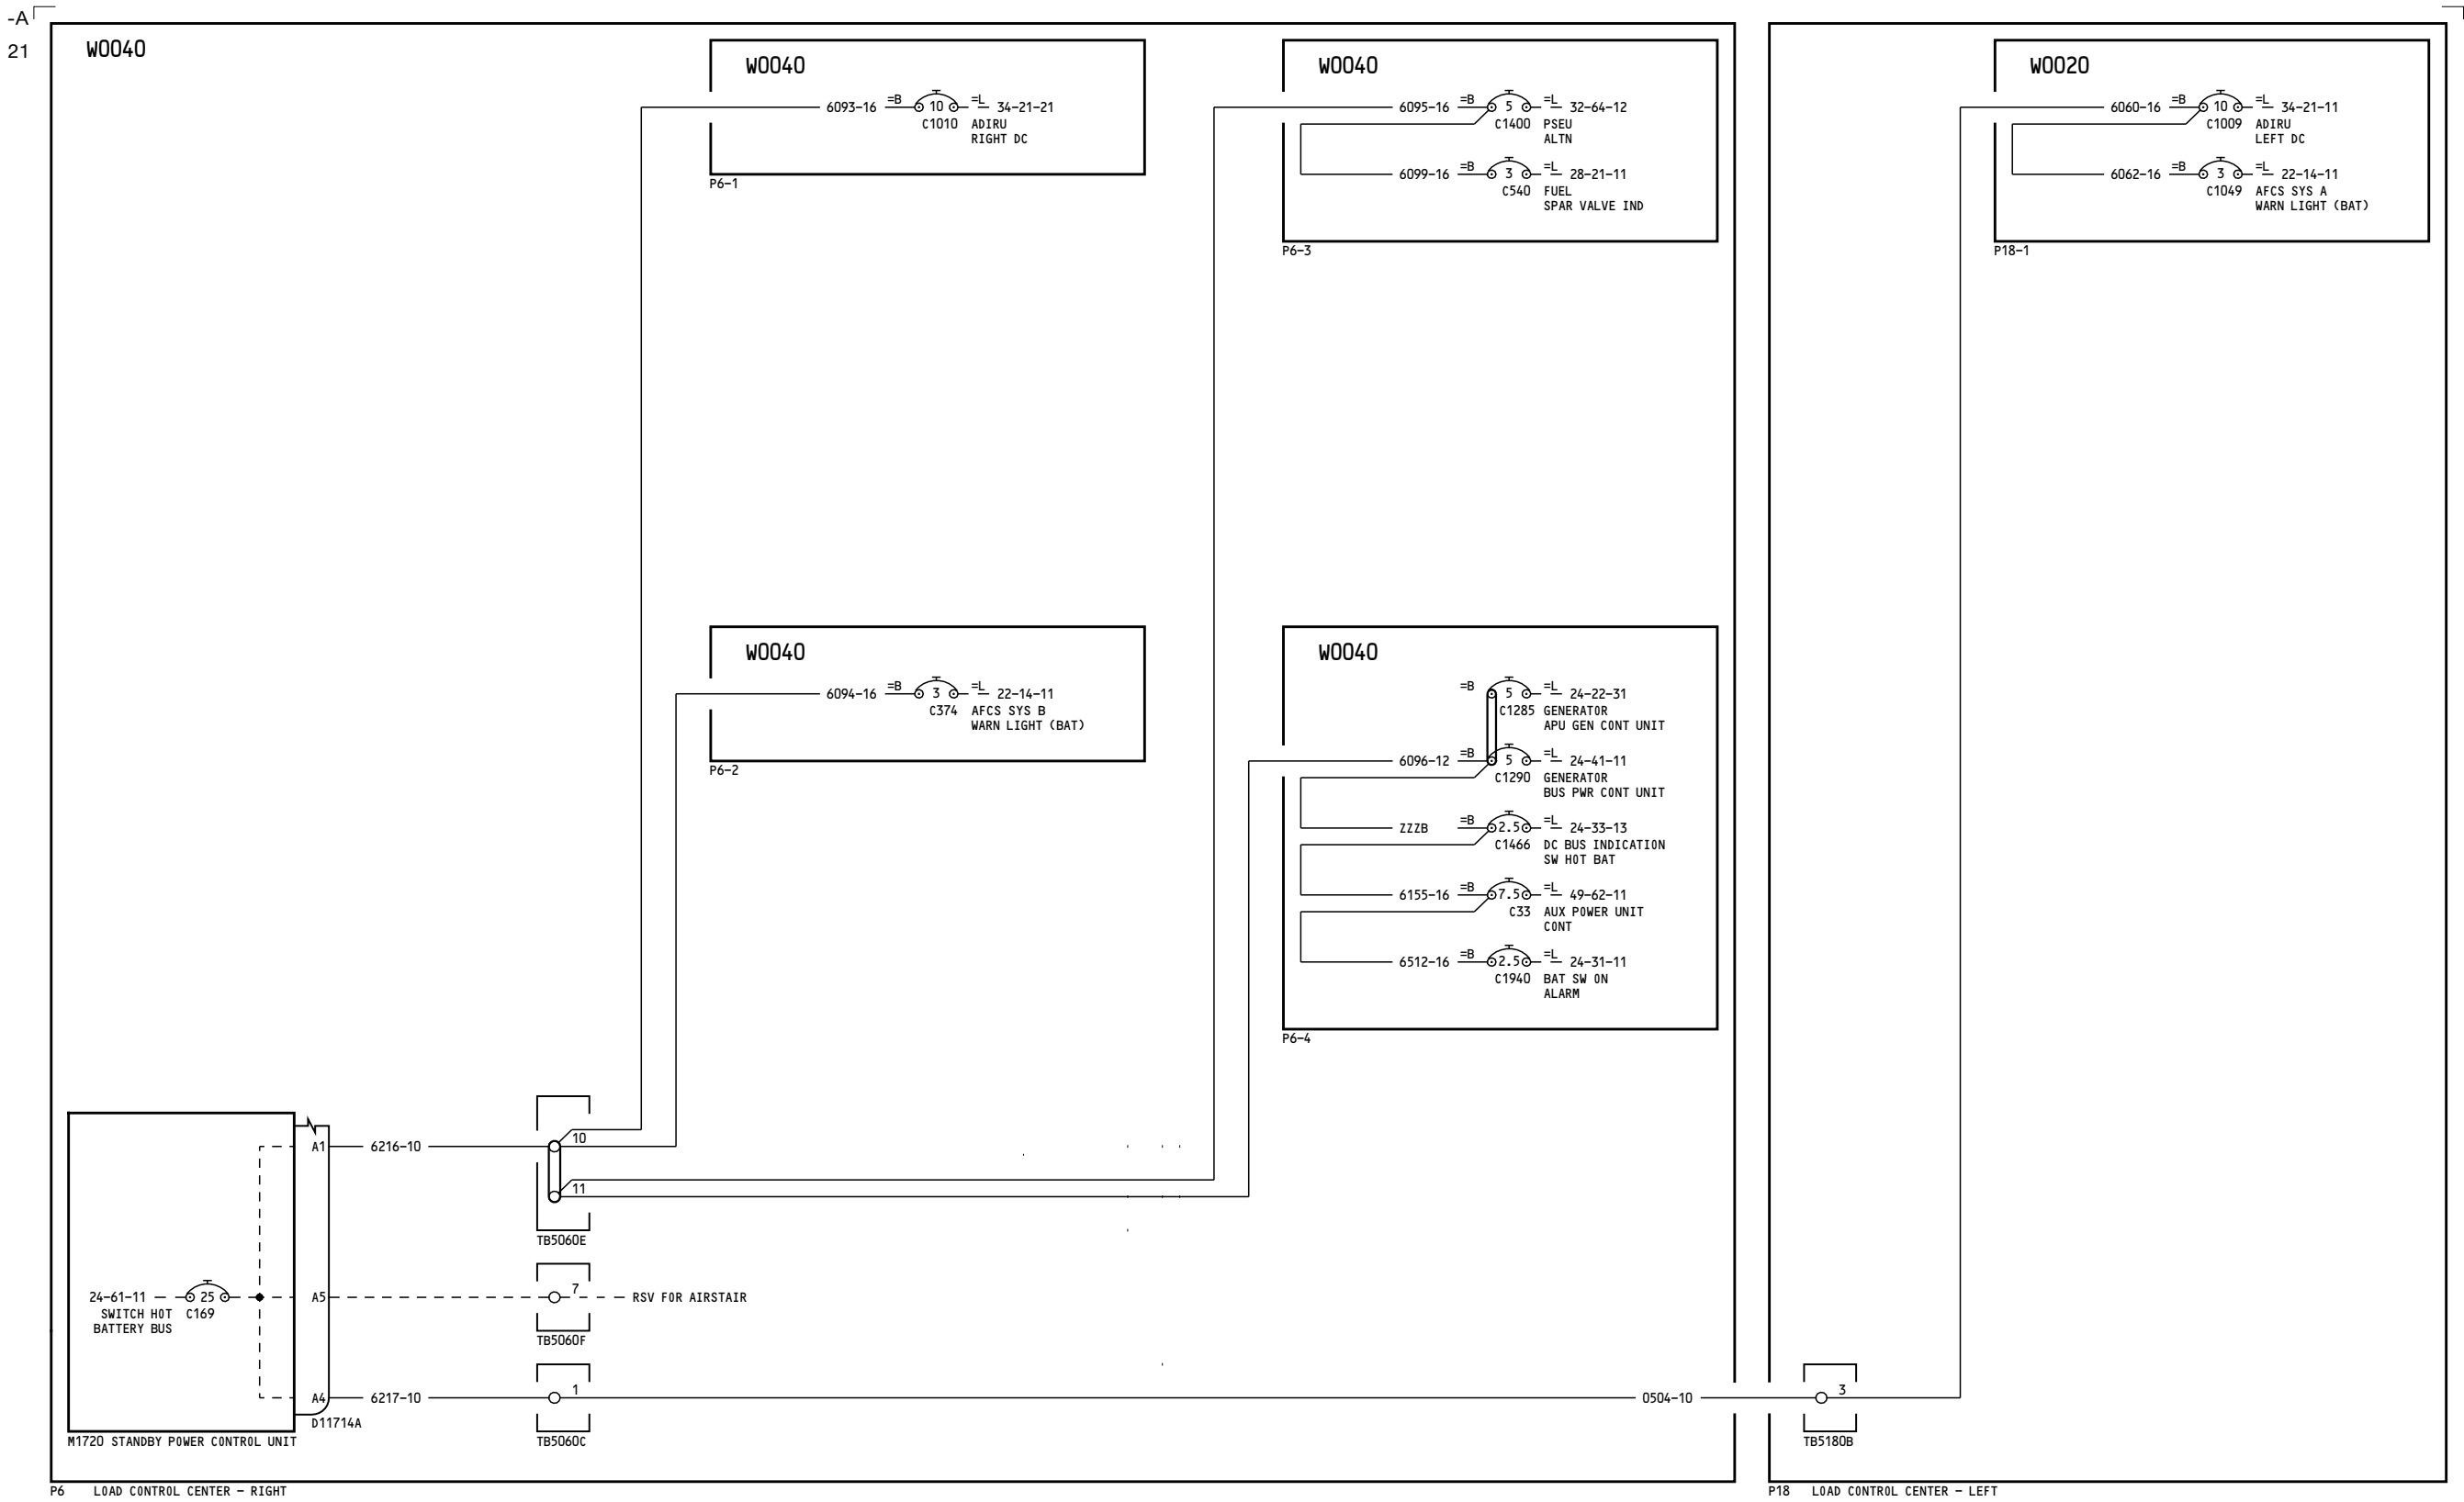 -A
21
W0040
W0040
6093-16 =B 10 =L 34-21-21
C1010 ADIRU
RIGHT DC
P6-1
W0040
6095-16 =B 5 =L 32-64-12
C1400 PSEU
ALTN
6099-16 =B 3 =L 28-21-11
C540 FUEL
SPAR VALVE IND
P6-3
W0020
6060-16 =B 10 =L 34-21-11
C1009 ADIRU
LEFT DC
6062-16 =B 3 =L 22-14-11
C1049 AFCS SYS A
WARN LIGHT (BAT)
P18-1
W0040
6094-16 =B 3 =L 22-14-11
C374 AFCS SYS B
WARN LIGHT (BAT)
P6-2
W0040
=B 5 =L 24-22-31
C1285 GENERATOR
APU GEN CONT UNIT
6096-12 =B 5 =L 24-41-11
C1290 GENERATOR
BUS PWR CONT UNIT
ZZZB =B 2.5 =L 24-33-13
C1466 DC BUS INDICATION
SW HOT BAT
6155-16 =B 7.5 =L 49-62-11
C33 AUX POWER UNIT
CONT
6512-16 =B 2.5 =L 24-31-11
C1940 BAT SW ON
ALARM
P6-4
A1 6216-10 10
11
TB5060E
24-61-11 25 A5 7 RSV FOR AIRSTAIR
SWITCH HOT C169
BATTERY BUS
TB5060F
A4 6217-10 1 0504-10 3
D11714A
M1720 STANDBY POWER CONTROL UNIT
TB5060C
TB5180B
P6 LOAD CONTROL CENTER - RIGHT
P18 LOAD CONTROL CENTER - LEFT